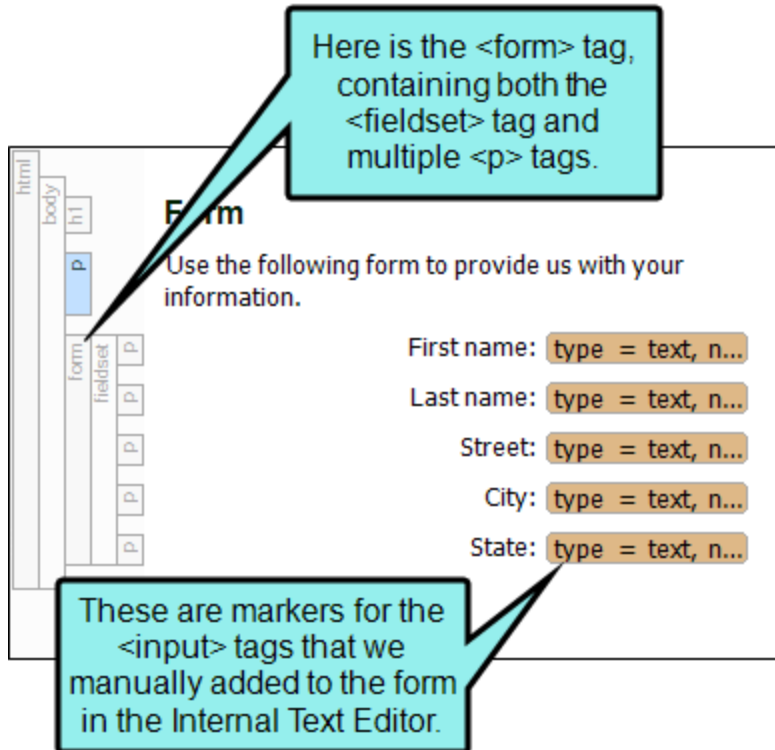 Here is the <form> tag,
containing both the
<fieldset> tag and
multiple <p> tags.
html
body
h1
Form
p
Use the following form to provide us with your
information.
form
fieldset
p
First name: type = text, n...
p
Last name: type = text, n...
p
Street: type = text, n...
p
City: type = text, n...
p
State: type = text, n...
These are markers for the
<input> tags that we
manually added to the form
in the Internal Text Editor.